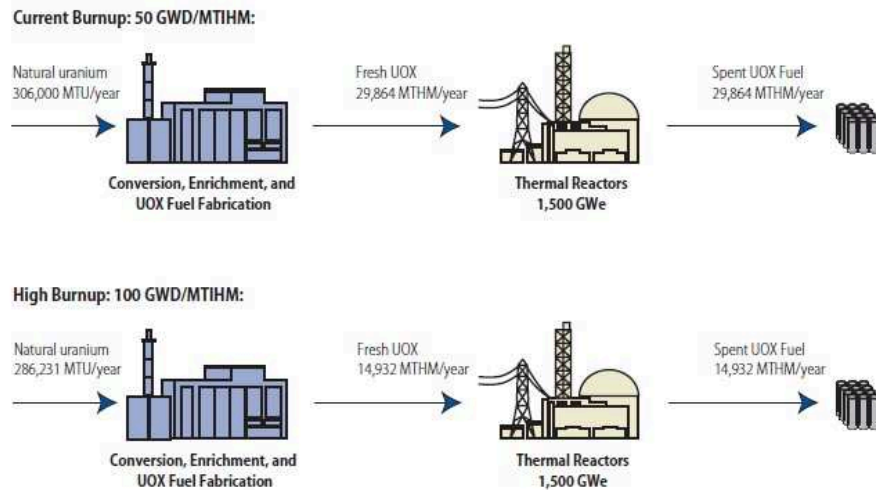 Current Burnup: 50 GWD/MTIHM:
Natural uranium
306,000 MTU/year
Fresh UOX
29,864 MTHM/year
Spent UOX Fuel
29,864 MTHM/year
Conversion, Enrichment, and
UOX Fuel Fabrication
Thermal Reactors
1,500 GWe
High Burnup: 100 GWD/MTIHM:
Natural uranium
286,231 MTU/year
Fresh UOX
14,932 MTHM/year
Spent UOX Fuel
14,932 MTHM/year
Conversion, Enrichment, and
UOX Fuel Fabrication
Thermal Reactors
1,500 GWe